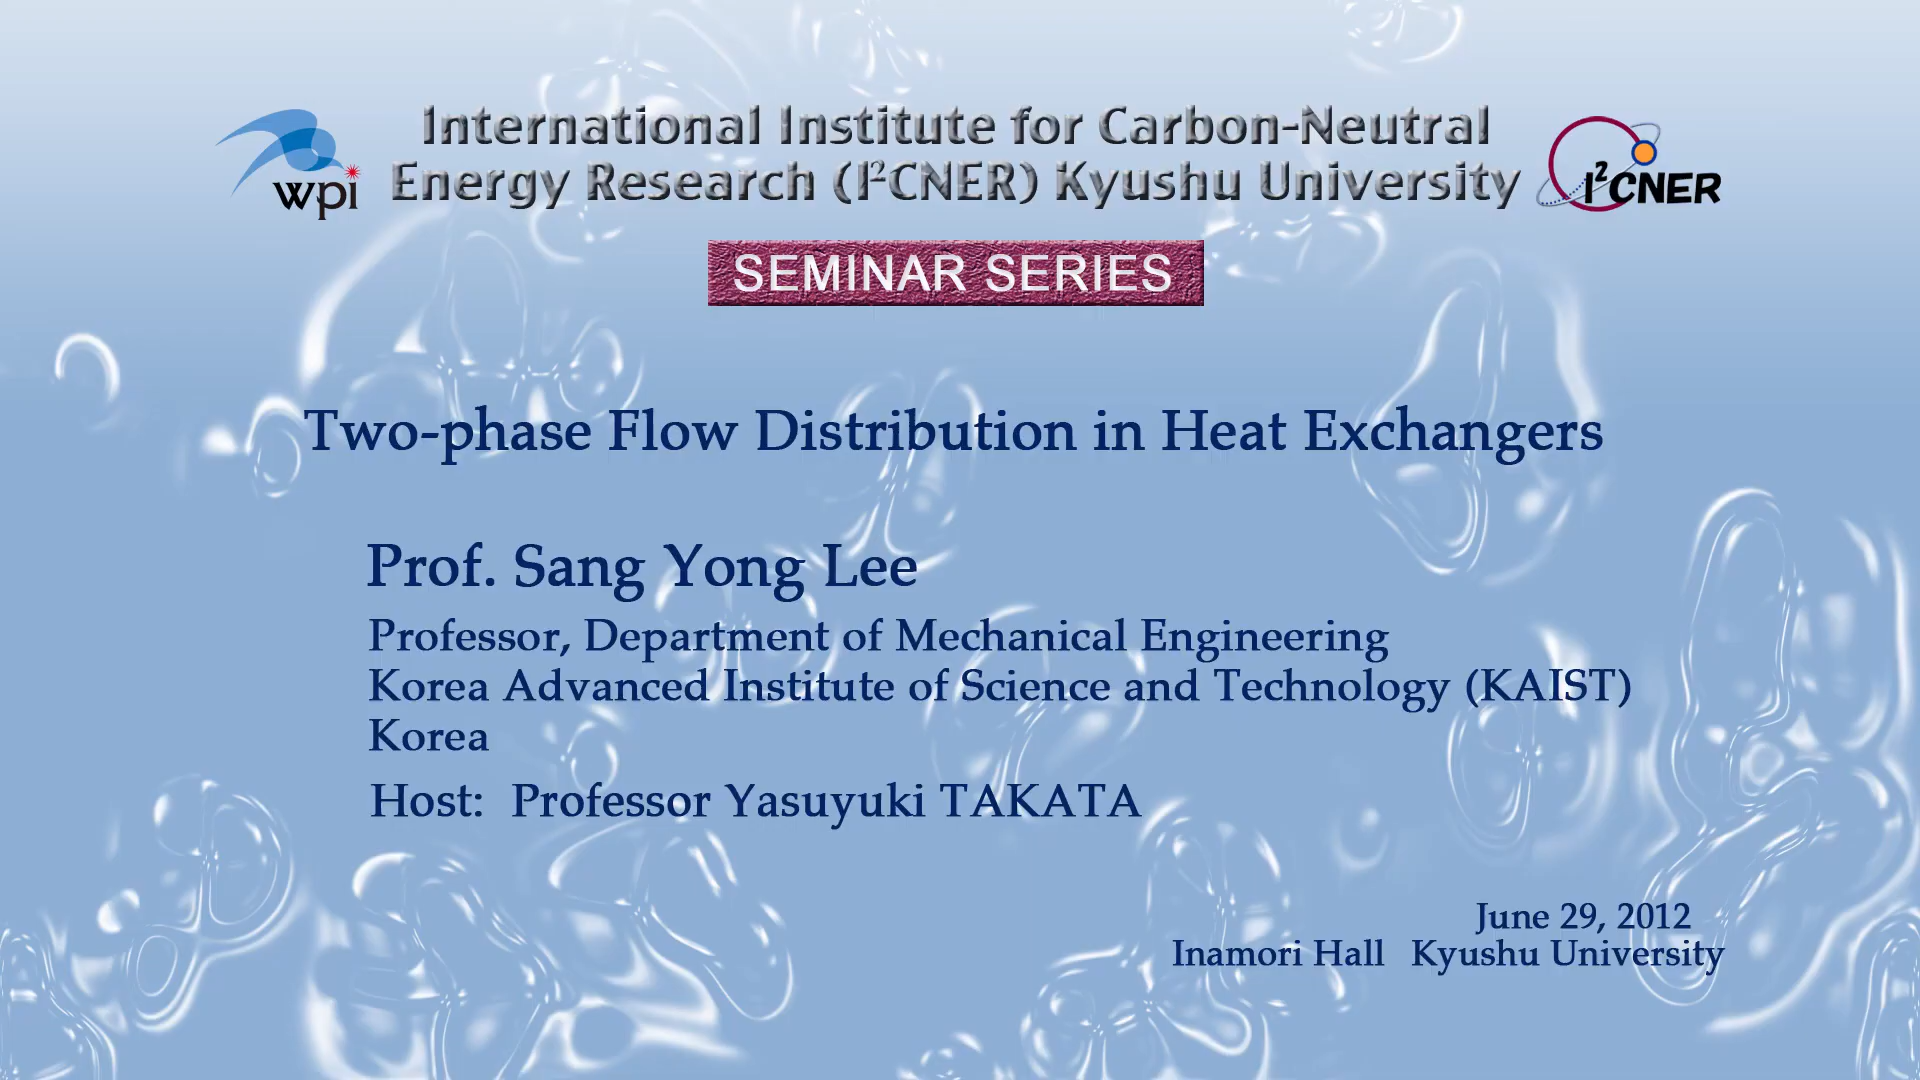 International Institute for Carbon-Neutral
Energy Research (I²CNER) Kyushu University
wpi
I²CNER
SEMINAR SERIES
Two-phase Flow Distribution in Heat Exchangers
Prof. Sang Yong Lee
Professor, Department of Mechanical Engineering
Korea Advanced Institute of Science and Technology (KAIST)
Korea
Host: Professor Yasuyuki TAKATA
June 29, 2012
Inamori Hall Kyushu University